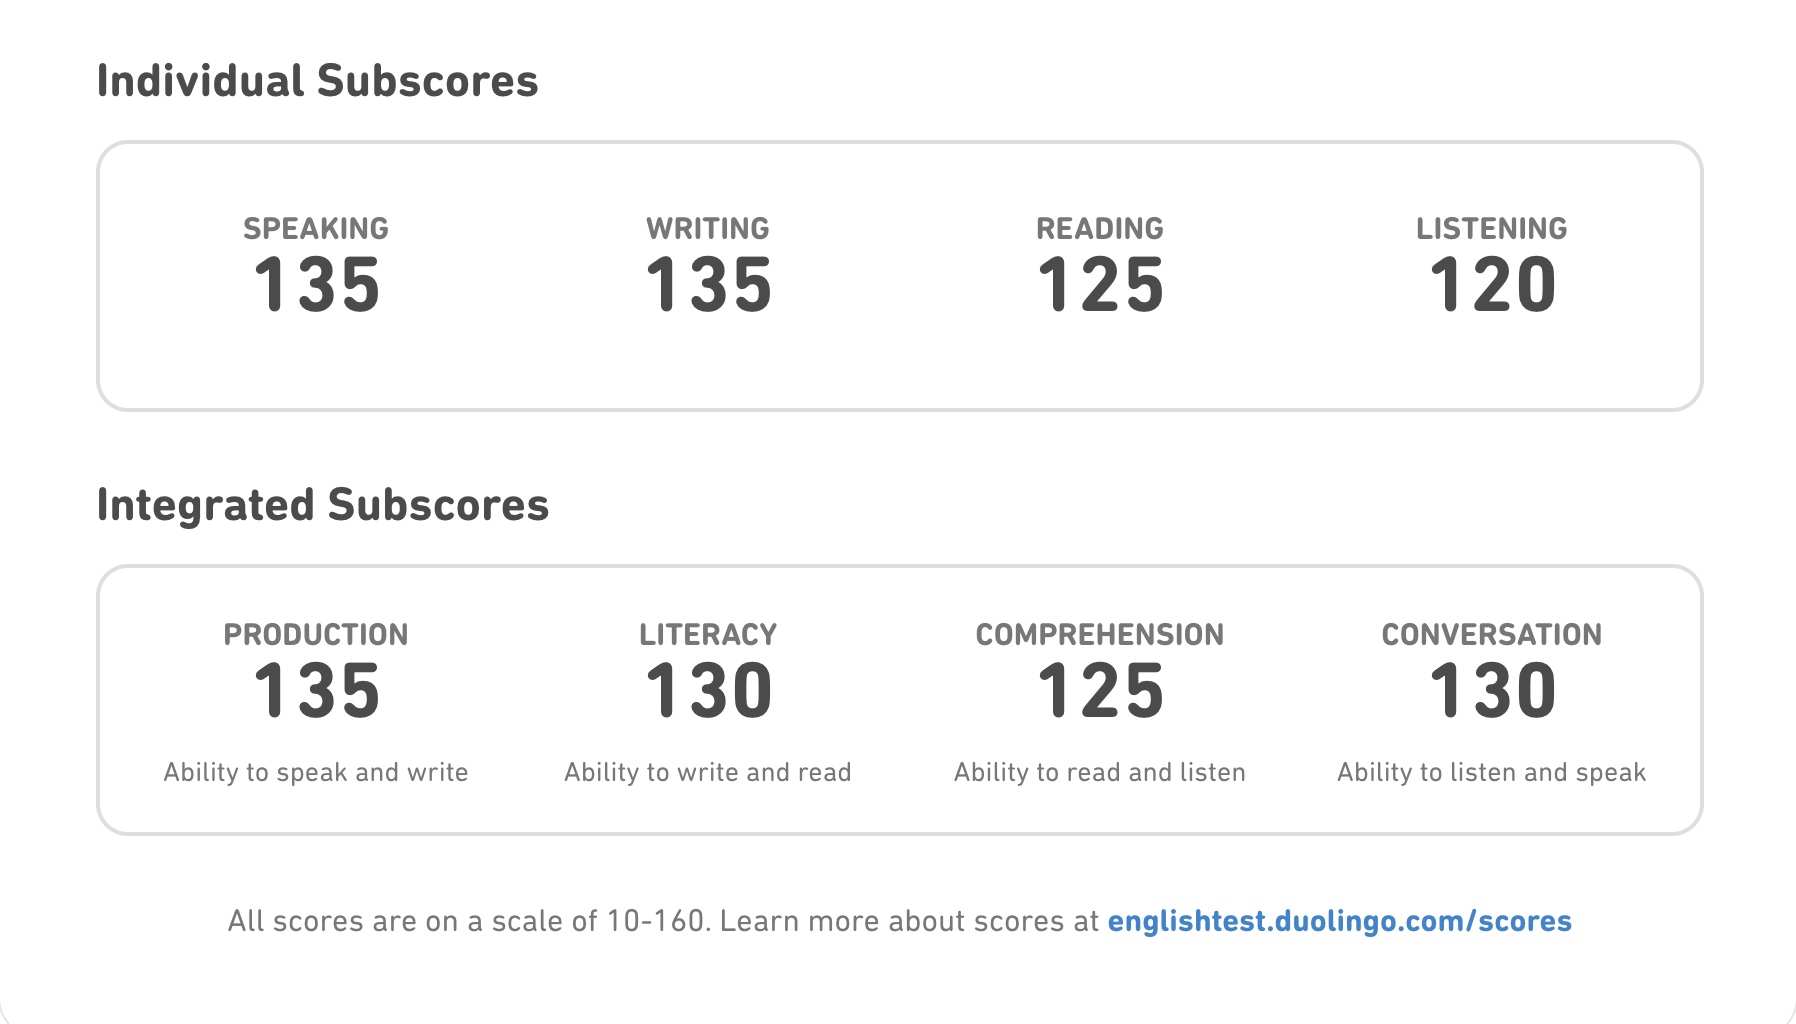 Individual Subscores
SPEAKING WRITING READING LISTENING
135 135 125 120
Integrated Subscores
PRODUCTION LITERACY COMPREHENSION CONVERSATION
135 130 125 130
Ability to speak and write Ability to write and read Ability to read and listen Ability to listen and speak
All scores are on a scale of 10-160. Learn more about scores at englishtest.duolingo.com/scores